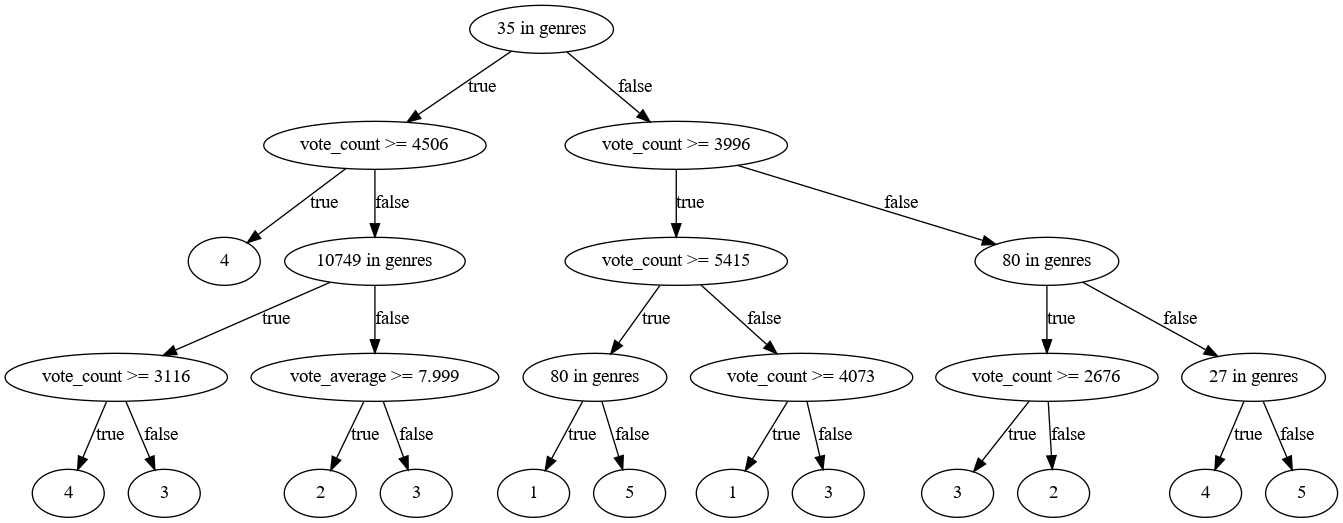 35 in genres
true
false
vote_count >= 4506
vote_count >= 3996
true
false
true
false
4
10749 in genres
vote_count >= 5415
80 in genres
true
false
true
false
true
false
vote_count >= 3116
vote_average >= 7.999
80 in genres
vote_count >= 4073
vote_count >= 2676
27 in genres
true
false
true
false
true
false
true
false
true
false
true
false
4
3
2
3
1
5
1
3
3
2
4
5